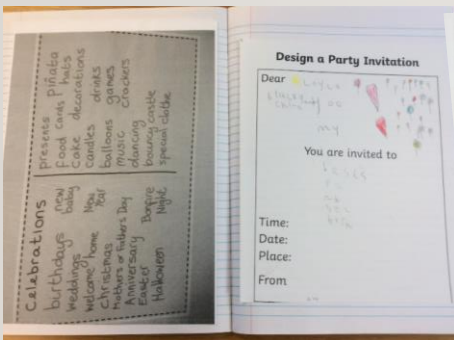 Celebrations
birthdays
weddings
new baby
welcome home
New Year
christmas
Mothers or Fathers Day
Anniversary
Easter
Bonfire Night
Halloween
presents
piñata
food
cards
hats
cake
decorations
candles
drinks
balloons
games
music
crackers
dancing
bouncy castle
special clothe
Design a Party Invitation
Dear
my
You are invited to
Time:
Date:
Place:
From